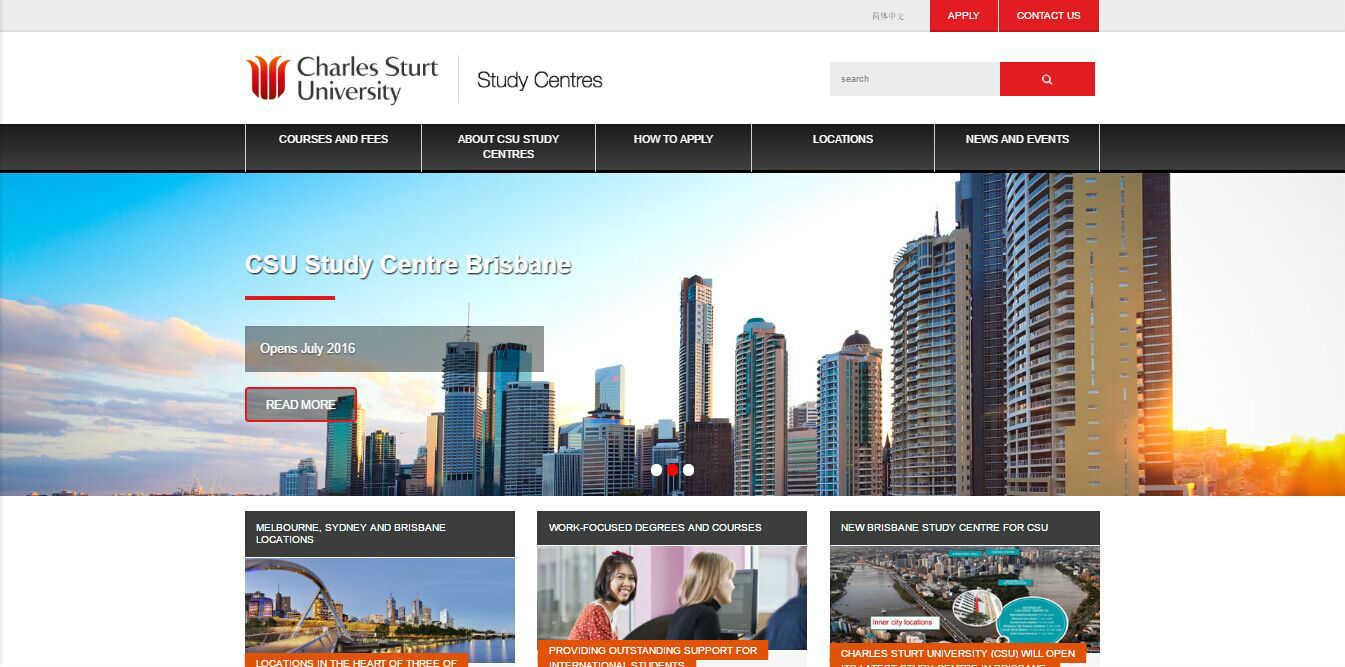 简体中文
APPLY
CONTACT US
Charles Sturt
University
Study Centres
search
COURSES AND FEES
ABOUT CSU STUDY
CENTRES
HOW TO APPLY
LOCATIONS
NEWS AND EVENTS
CSU Study Centre Brisbane
Opens July 2016
READ MORE
MELBOURNE, SYDNEY AND BRISBANE
LOCATIONS
LOCATIONS IN THE HEART OF THREE OF
WORK-FOCUSED DEGREES AND COURSES
PROVIDING OUTSTANDING SUPPORT FOR
INTERNATIONAL STUDENTS
NEW BRISBANE STUDY CENTRE FOR CSU
Inner city locations
CHARLES STURT UNIVERSITY (CSU) WILL OPEN
ITS LATEST STUDY CENTRE IN BRISBANE